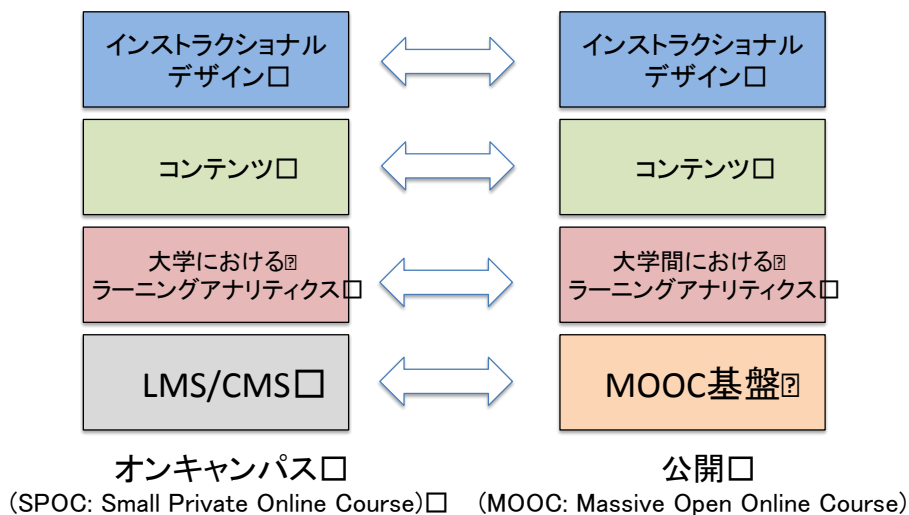 インストラクショナル
デザイン□
インストラクショナル
デザイン□
コンテンツ□
コンテンツ□
大学における⍰
ラーニングアナリティクス□
大学間における⍰
ラーニングアナリティクス□
LMS/CMS□
MOOC基盤⍰
オンキャンパス□
(SPOC: Small Private Online Course)□
公開□
(MOOC: Massive Open Online Course)